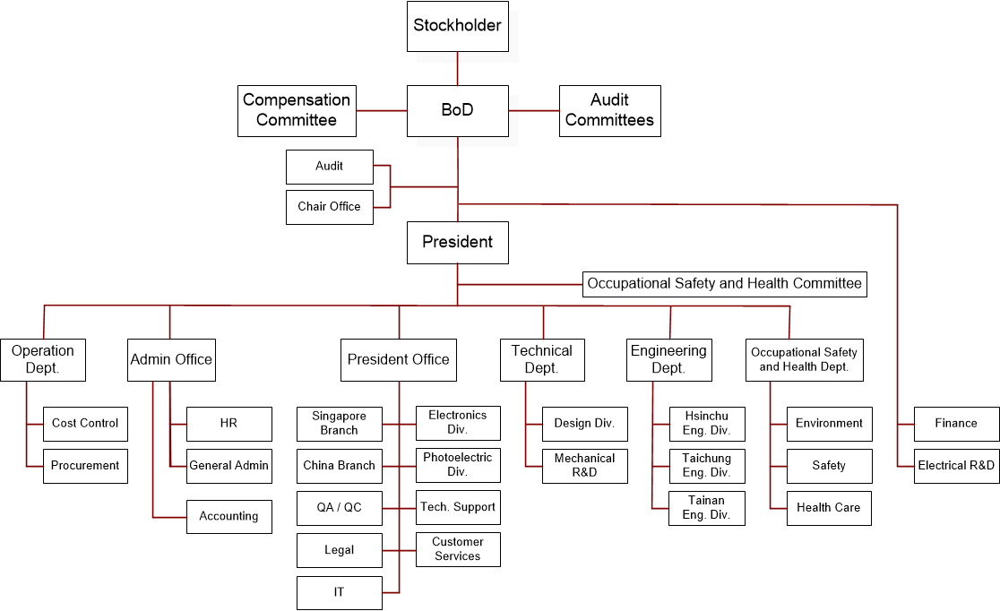 Stockholder
Compensation
Committee
BoD
Audit
Committees
Audit
Chair Office
President
Occupational Safety and Health Committee
Operation
Dept.
Admin Office
President Office
Technical
Dept.
Engineering
Dept.
Occupational Safety
and Health Dept.
Cost Control
Procurement
HR
General Admin
Accounting
Singapore
Branch
China Branch
QA / QC
Legal
IT
Electronics
Div.
Photoelectric
Div.
Tech. Support
Customer
Services
Design Div.
Mechanical
R&D
Hsinchu
Eng. Div.
Taichung
Eng. Div.
Tainan
Eng. Div.
Environment
Safety
Health Care
Finance
Electrical R&D